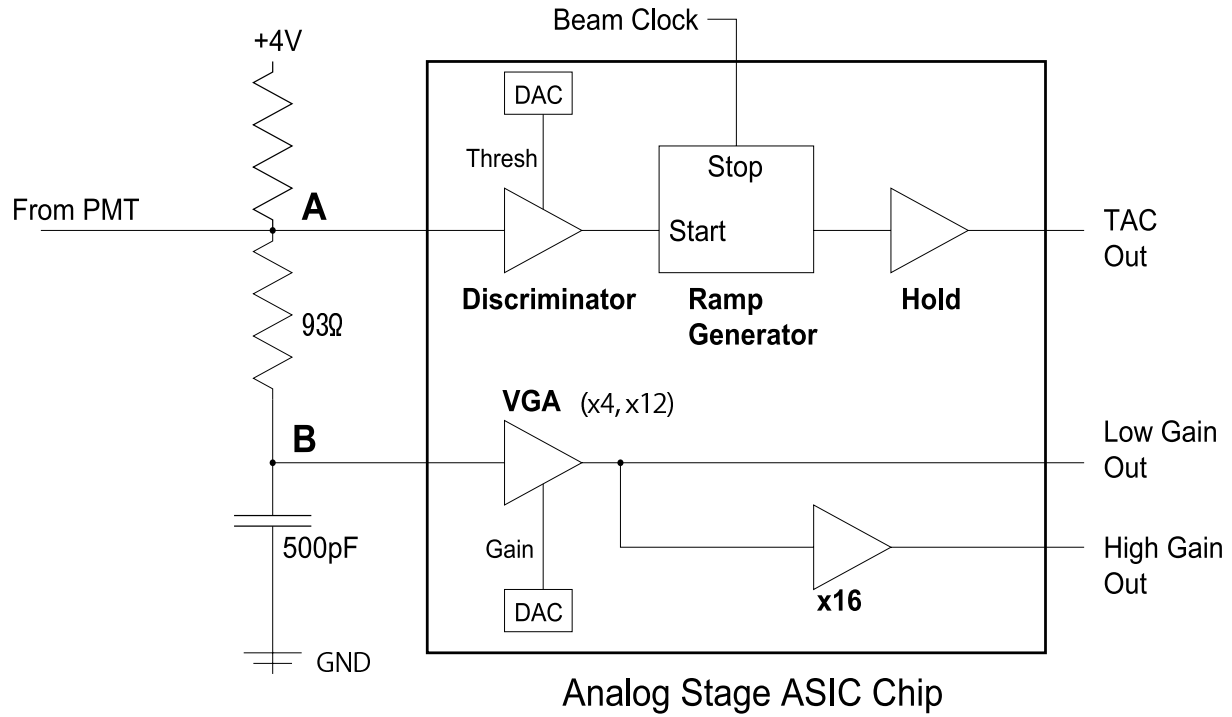 Beam Clock
+4V
DAC
Thresh
Stop
From PMT
A
Start
TAC
Out
Discriminator
Ramp
Generator
Hold
93Ω
VGA (x4, x12)
B
Low Gain
Out
500pF
Gain
High Gain
Out
x16
DAC
GND
Analog Stage ASIC Chip